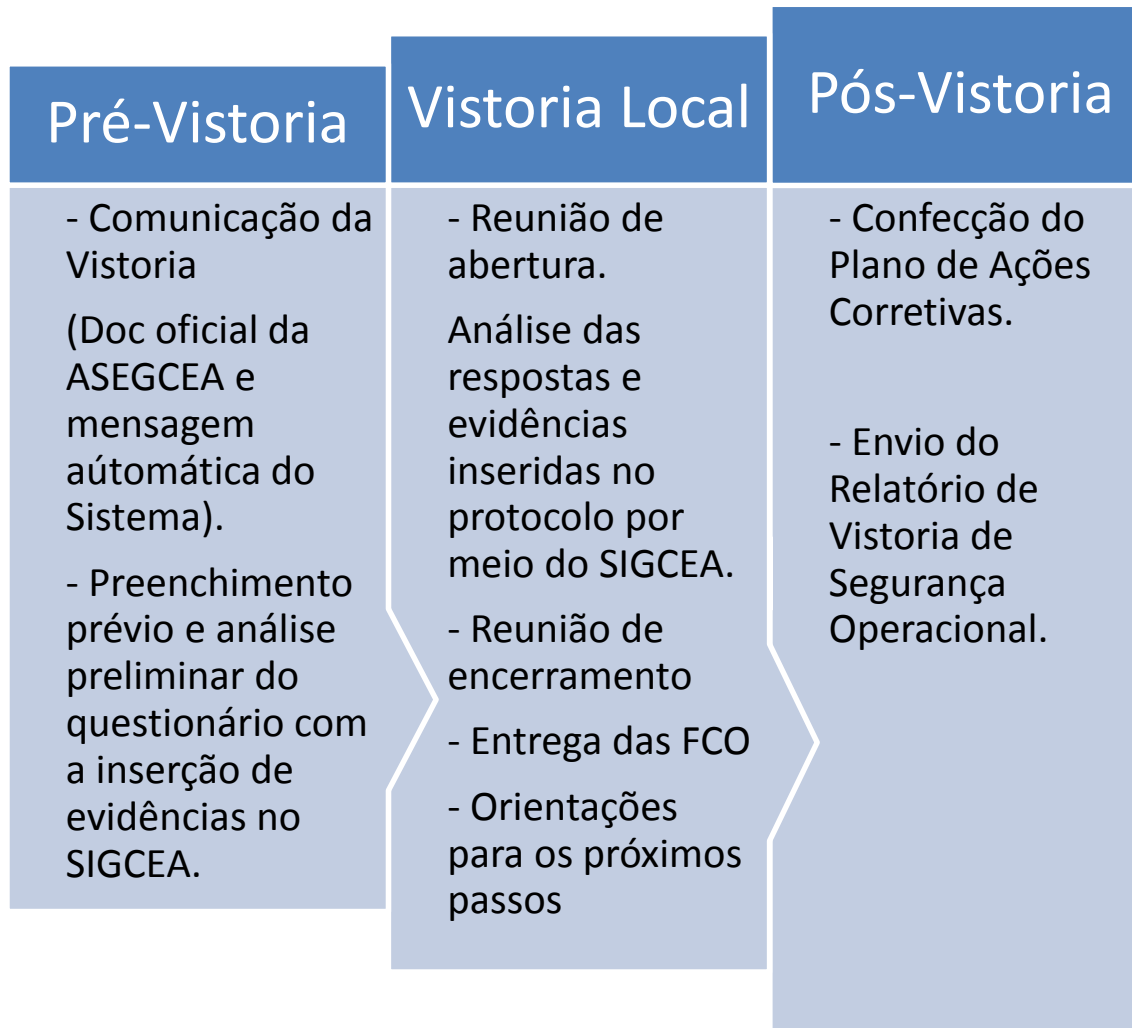 Pré-Vistoria
- Comunicação da
Vistoria
(Doc oficial da
ASEGCEA e
mensagem
aútomática do
Sistema).
- Preenchimento
prévio e análise
preliminar do
questionário com
a inserção de
evidências no
SIGCEA.
Vistoria Local
- Reunião de
abertura.
Análise das
respostas e
evidências
inseridas no
protocolo por
meio do SIGCEA.
- Reunião de
encerramento
- Entrega das FCO
- Orientações
para os próximos
passos
Pós-Vistoria
- Confecção do
Plano de Ações
Corretivas.
- Envio do
Relatório de
Vistoria de
Segurança
Operacional.